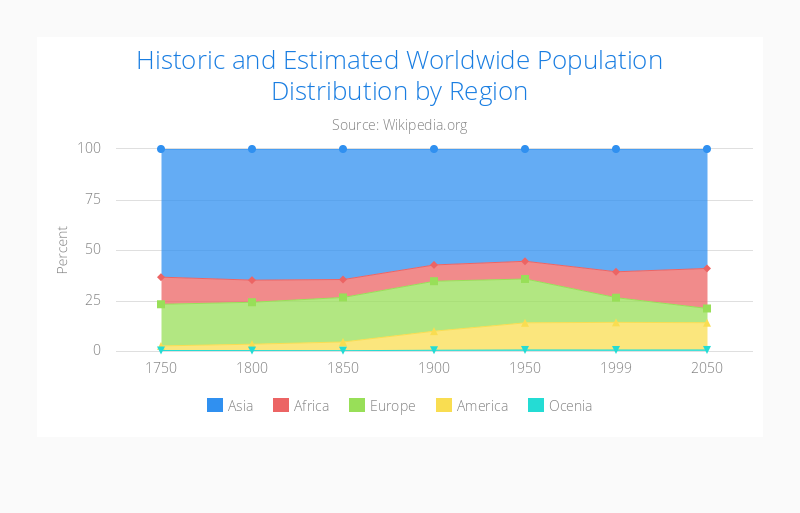 Historic and Estimated Worldwide Population
Distribution by Region
Source: Wikipedia.org
Percent
100
75
50
25
0
1750 1800 1850 1900 1950 1999 2050
Asia Africa Europe America Ocenia